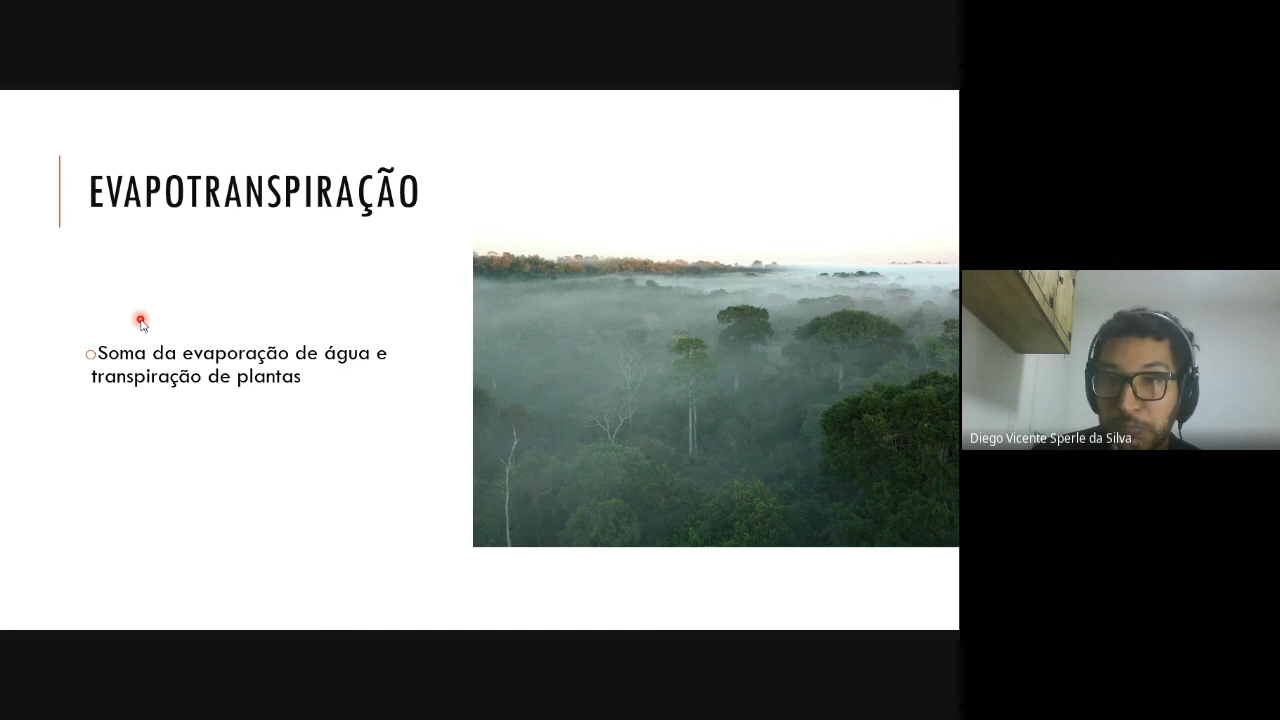 EVAPOTRANSPIRAÇÃO
Soma da evaporação de água e
transpiração de plantas
Diego Vicente Sperle da Silva